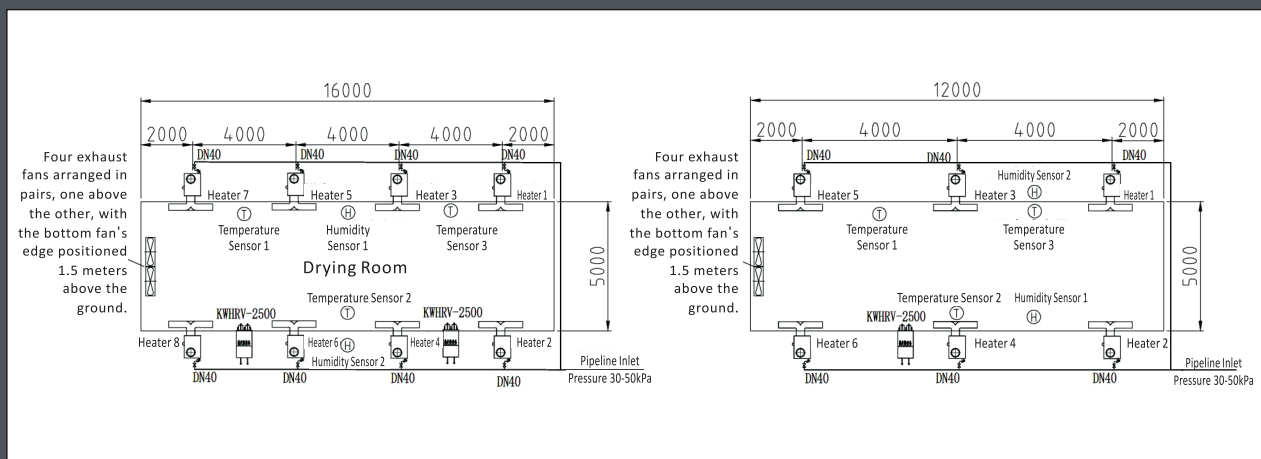 16000
2000
4000
4000
4000
2000
DN40
DN40
DN40
DN40
Four exhaust
fans arranged in
pairs, one above
the other, with
the bottom fan's
edge positioned
1.5 meters
above the
ground.
Heater 7
Heater 5
Heater 3
Heater 1
T
H
T
Temperature
Sensor 1
Humidity
Sensor 1
Temperature
Sensor 3
5000
Drying Room
Temperature Sensor 2
KWHRV-2500
T
KWHRV-2500
Heater 8
Heater 6
H
Heater 4
Heater 2
Humidity Sensor 2
DN40
DN40
DN40
DN40
Pipeline Inlet
Pressure 30-50kPa
12000
2000
4000
4000
2000
DN40
DN40
DN40
Four exhaust
fans arranged in
pairs, one above
the other, with
the bottom fan's
edge positioned
1.5 meters
above the
ground.
Humidity Sensor 2
H
Heater 5
Heater 3
Heater 1
T
T
Temperature
Sensor 1
Temperature
Sensor 3
5000
Temperature Sensor 2
Humidity Sensor 1
KWHRV-2500
T
H
Heater 6
Heater 4
Heater 2
DN40
DN40
DN40
Pipeline Inlet
Pressure 30-50kPa